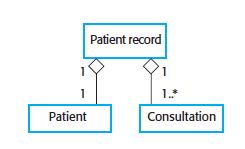 Patient record
1 1
1 1..*
Patient Consultation